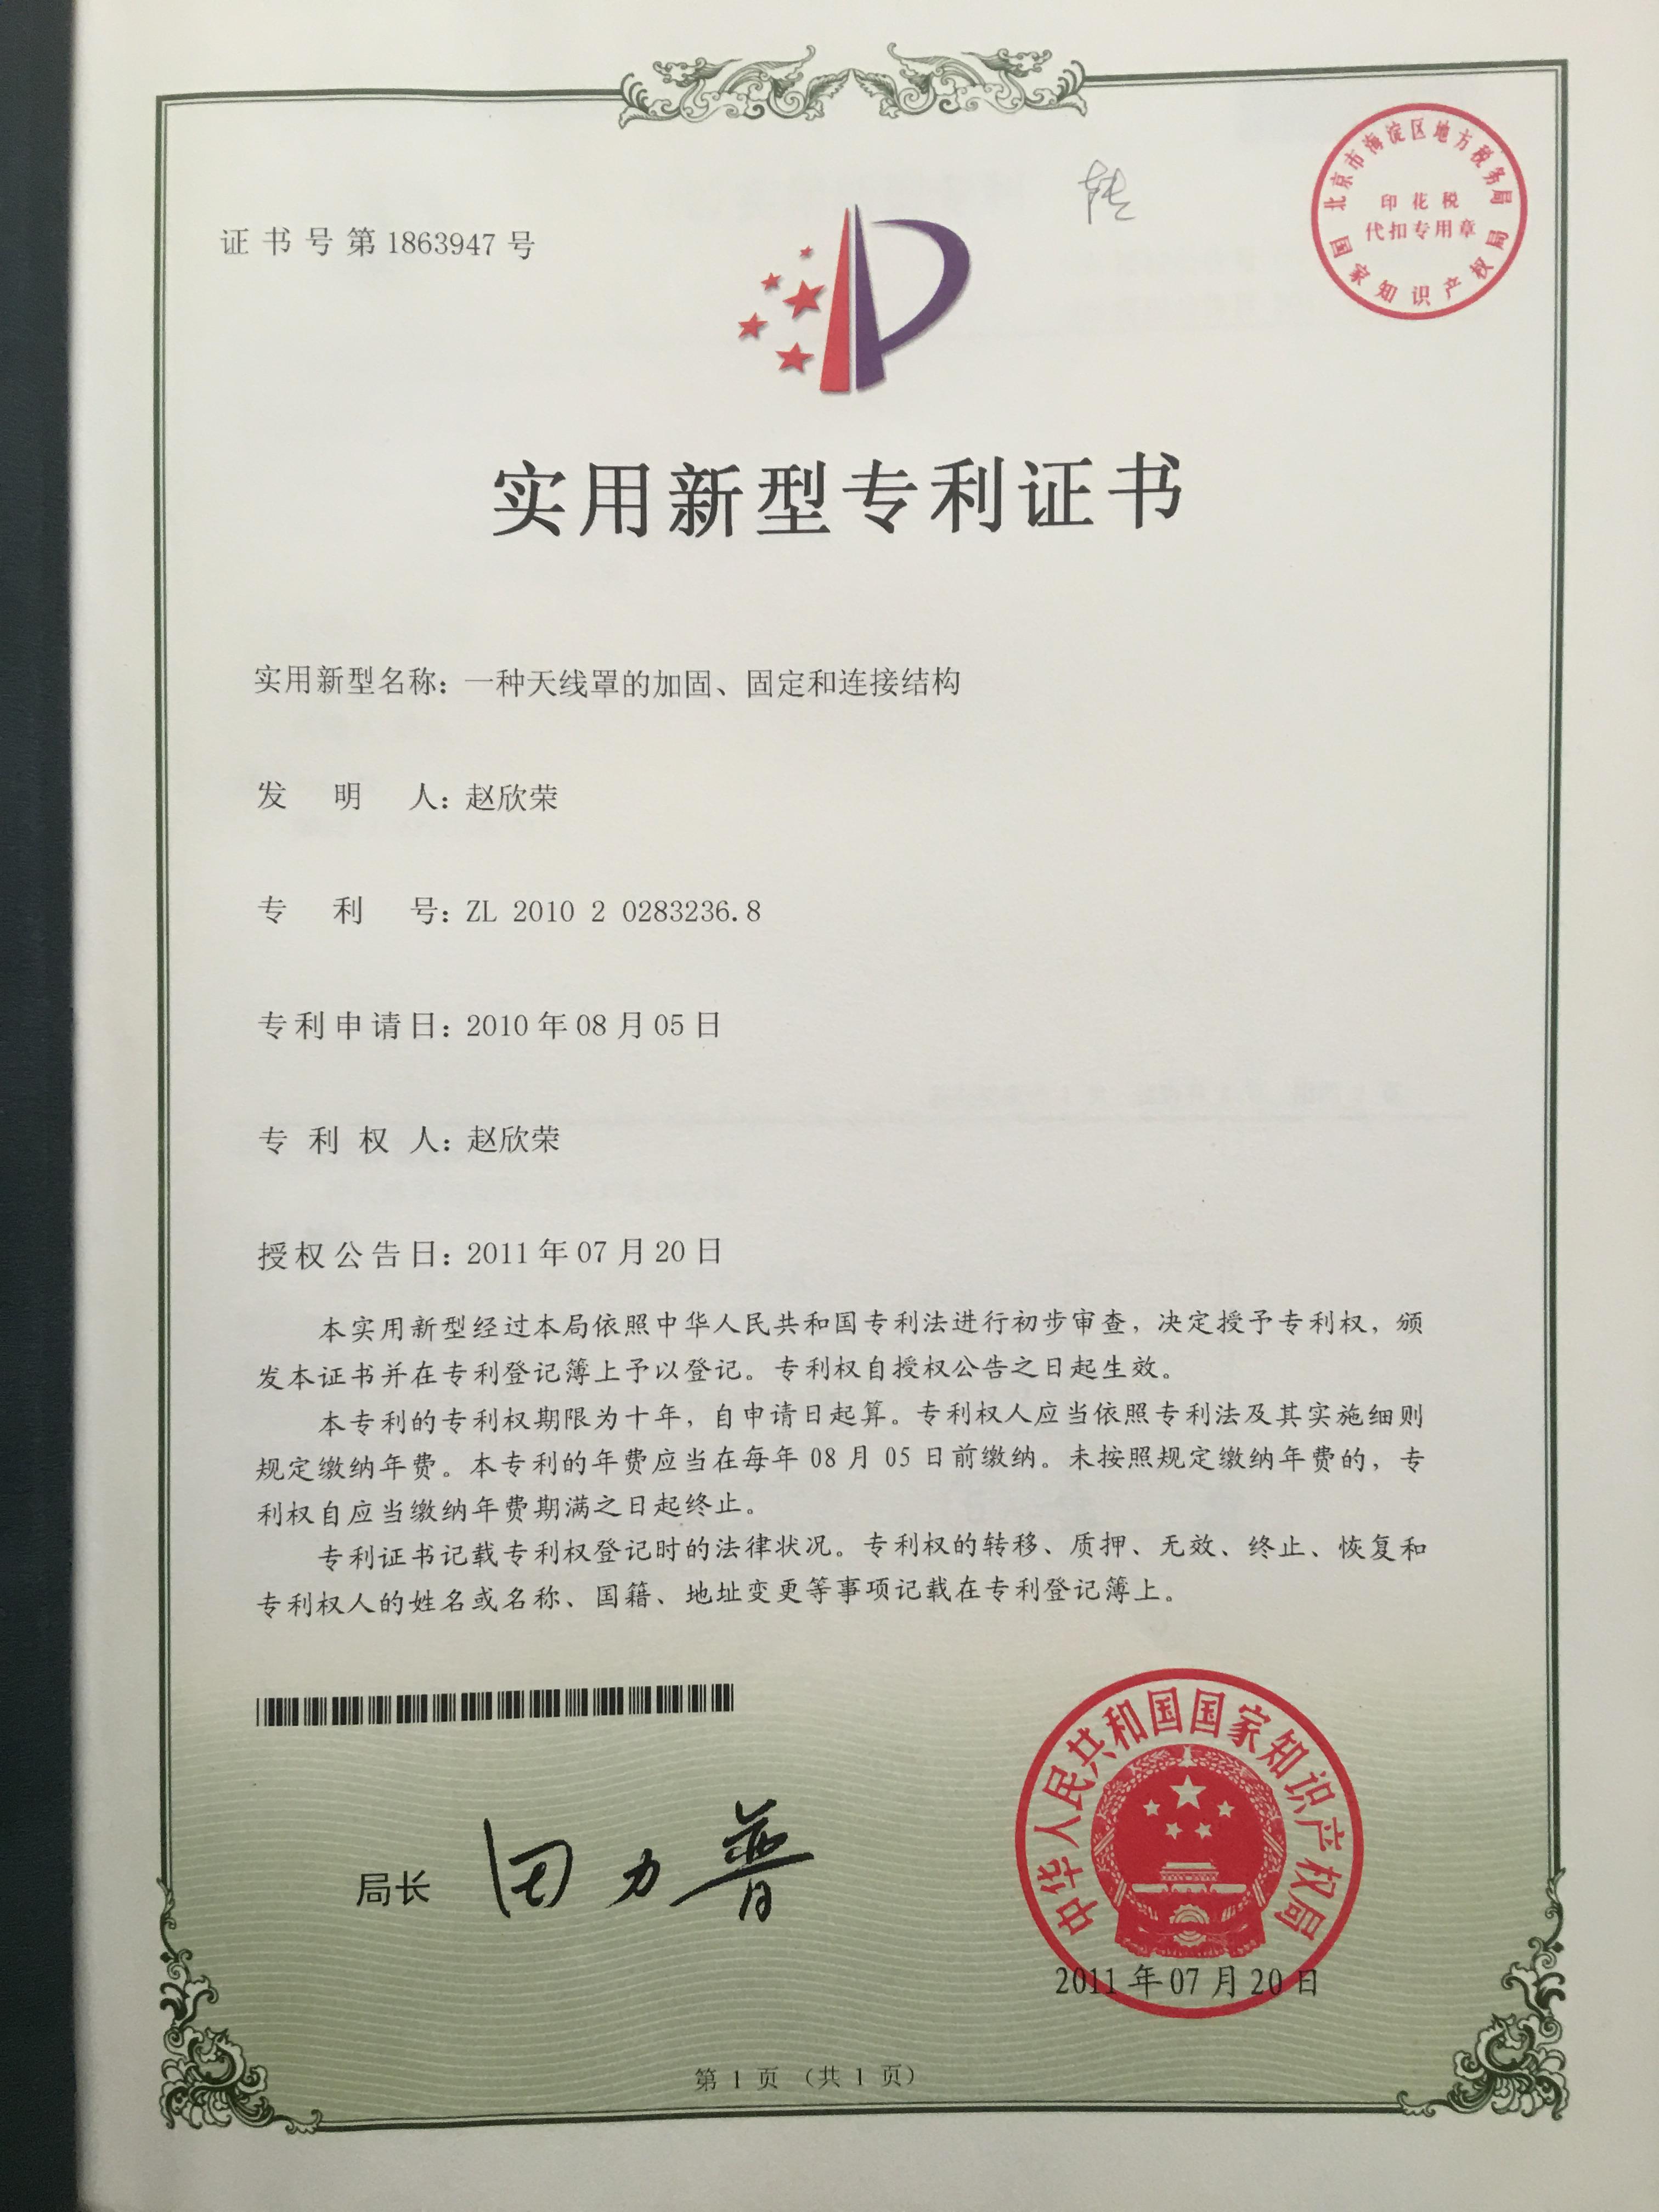 北京市海淀区地方税务局
印花税
代扣专用章
国家知识产权局
转
证书号第1863947号
实用新型专利证书
实用新型名称：一种天线罩的加固、固定和连接结构
发明人：赵欣荣
专利号：ZL 2010 2 0283236.8
专利申请日：2010年08月05日
专利权人：赵欣荣
授权公告日：2011年07月20日
本实用新型经过本局依照中华人民共和国专利法进行初步审查，决定授予专利权，颁
发本证书并在专利登记簿上予以登记。专利权自授权公告之日起生效。
本专利的专利权期限为十年，自申请日起算。专利权人应当依照专利法及其实施细则
规定缴纳年费。本专利的年费应当在每年08月05日前缴纳。未按照规定缴纳年费的，专
利权自应当缴纳年费期满之日起终止。
专利证书记载专利权登记时的法律状况。专利权的转移、质押、无效、终止、恢复和
专利权人的姓名或名称、国籍、地址变更等事项记载在专利登记簿上。
局长 田力普
中华人民共和国国家知识产权局
2011年07月20日
第1页（共1页）